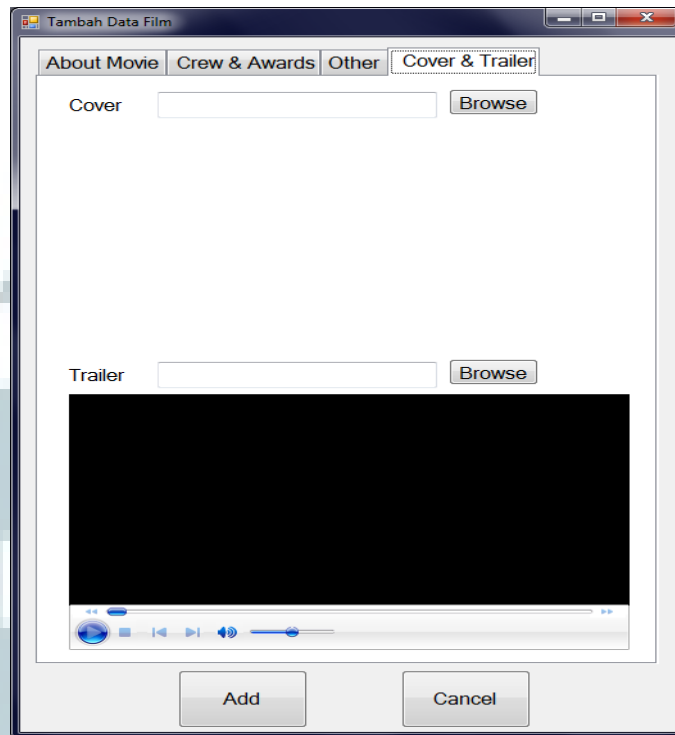 Tambah Data Film
About Movie Crew & Awards Other Cover & Trailer
Cover Browse
Trailer Browse
Add Cancel